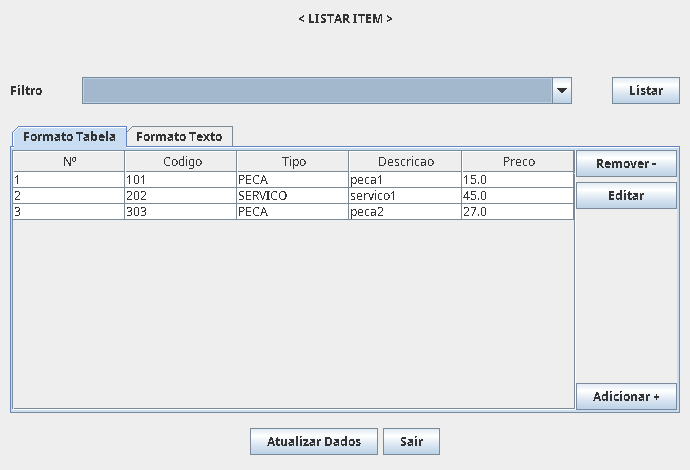 < LISTAR ITEM >
Filtro Listar
Formato Tabela Formato Texto
Nº Codigo Tipo Descricao Preco Remover -
1 101 PECA peca1 15.0
2 202 SERVICO servico1 45.0 Editar
3 303 PECA peca2 27.0
Adicionar +
Atualizar Dados Sair